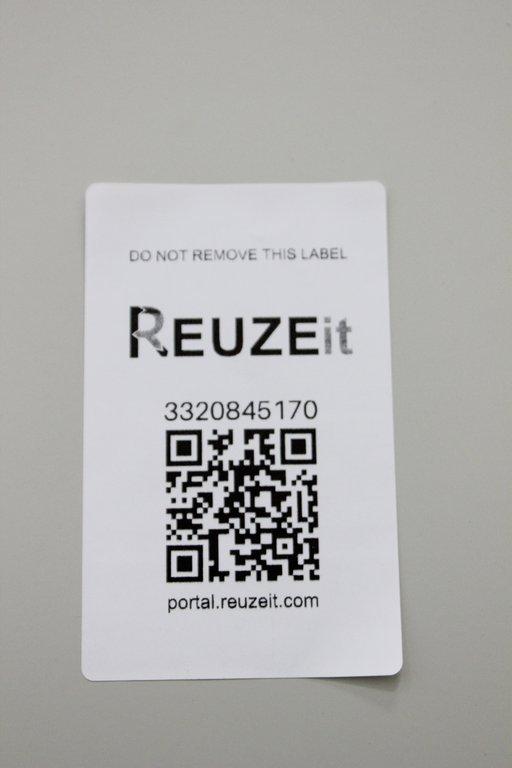 DO NOT REMOVE THIS LABEL
REUZEit
3320845170
portal.reuzeit.com